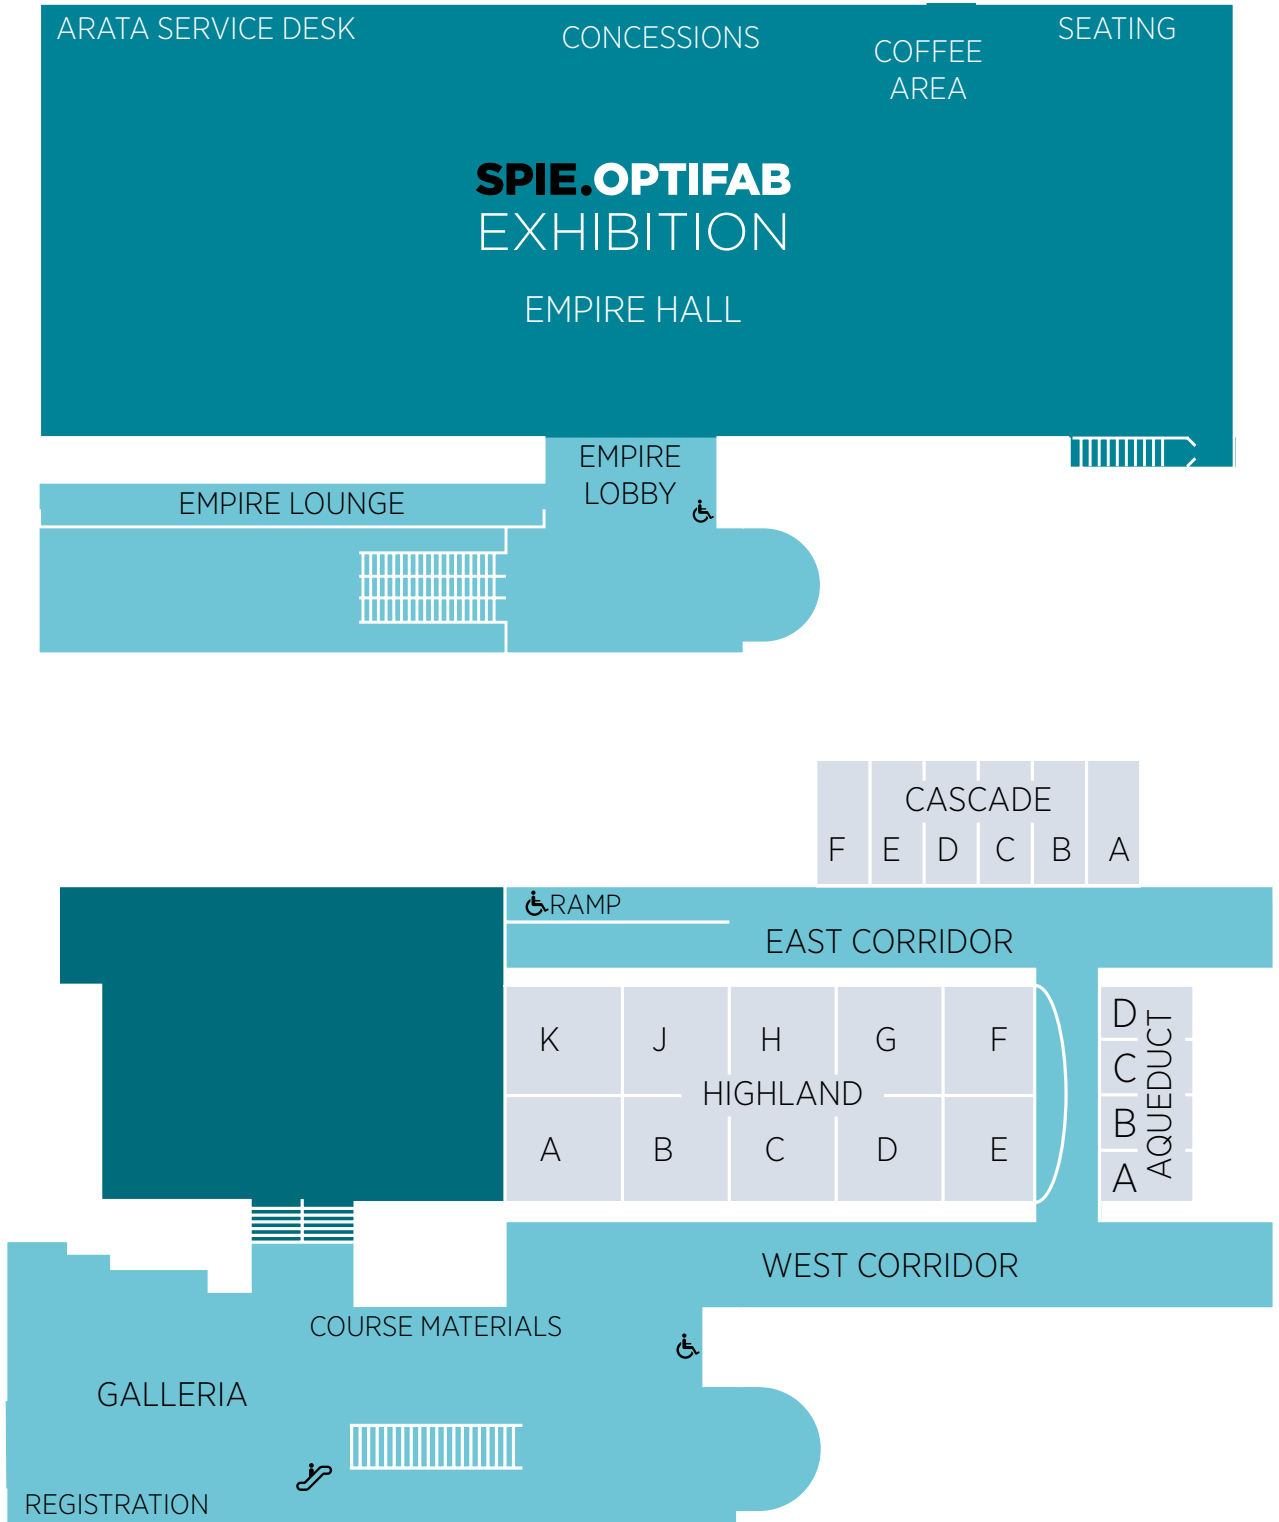 ARATA SERVICE DESK
CONCESSIONS
COFFEE
AREA
SEATING
SPIE.OPTIFAB
EXHIBITION
EMPIRE HALL
EMPIRE
LOBBY
EMPIRE LOUNGE
CASCADE
F E D C B A
RAMP
EAST CORRIDOR
K J H G F
HIGHLAND
A B C D E
D
C
B
A
AQUEDUCT
WEST CORRIDOR
COURSE MATERIALS
GALLERIA
REGISTRATION